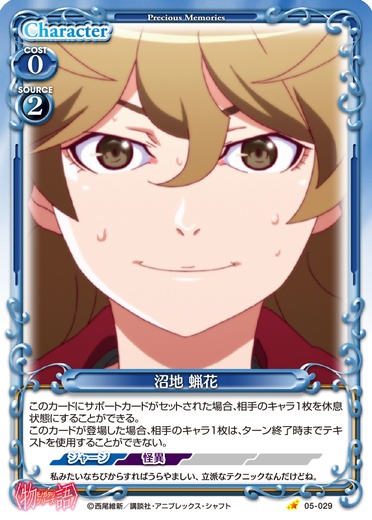 Precious Memories
Character
COST
0
SOURCE
2
沼地 蝋花
このカードにサポートカードがセットされた場合、相手のキャラ1枚を休息
状態にすることができる。
このカードが登場した場合、相手のキャラ1枚は、ターン終了時までテキ
ストを使用することができない。
ジャージ 怪異
私みたいなちびからすればうらやましい、立派なテクニックなんだけどね。
物語
©西尾維新／講談社・アニプレックス・シャフト
05-029